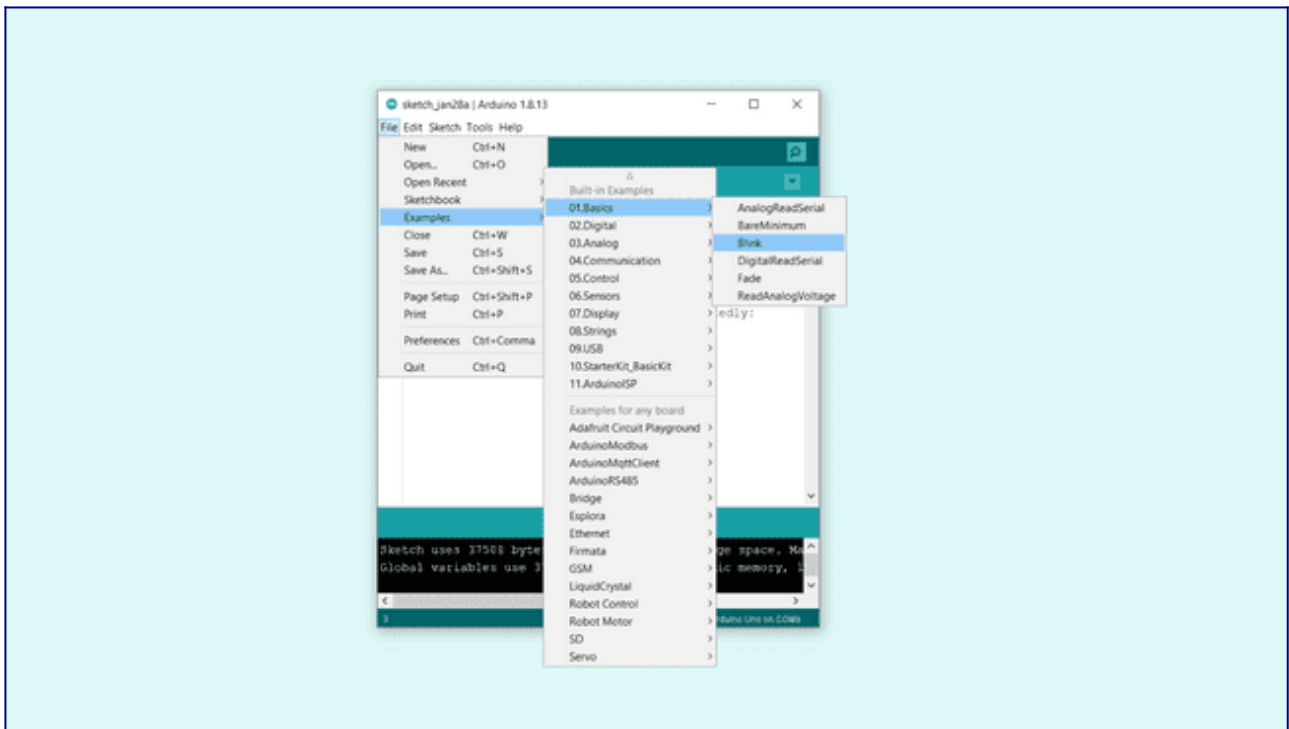 sketch_jan28a | Arduino 1.8.13
File Edit Sketch Tools Help
New Ctrl+N
Open... Ctrl+O
Open Recent
Sketchbook
Examples
Close Ctrl+W
Save Ctrl+S
Save As... Ctrl+Shift+S
Page Setup Ctrl+Shift+P
Print Ctrl+P
Preferences Ctrl+Comma
Quit Ctrl+Q
Built-in Examples
01.Basics
02.Digital
03.Analog
04.Communication
05.Control
06.Sensors
07.Display
08.Strings
09.USB
10.StarterKit_BasicKit
11.ArduinoISP
Examples for any board
Adafruit Circuit Playground
ArduinoModbus
ArduinoMqttClient
ArduinoRS485
Bridge
Esplora
Ethernet
Firmata
GSM
LiquidCrystal
Robot Control
Robot Motor
SD
Servo
AnalogReadSerial
BareMinimum
Blink
DigitalReadSerial
Fade
ReadAnalogVoltage
edly:
Sketch uses byte ge space. Ma
Global variables use 3 ic memory, l
3 Uno on